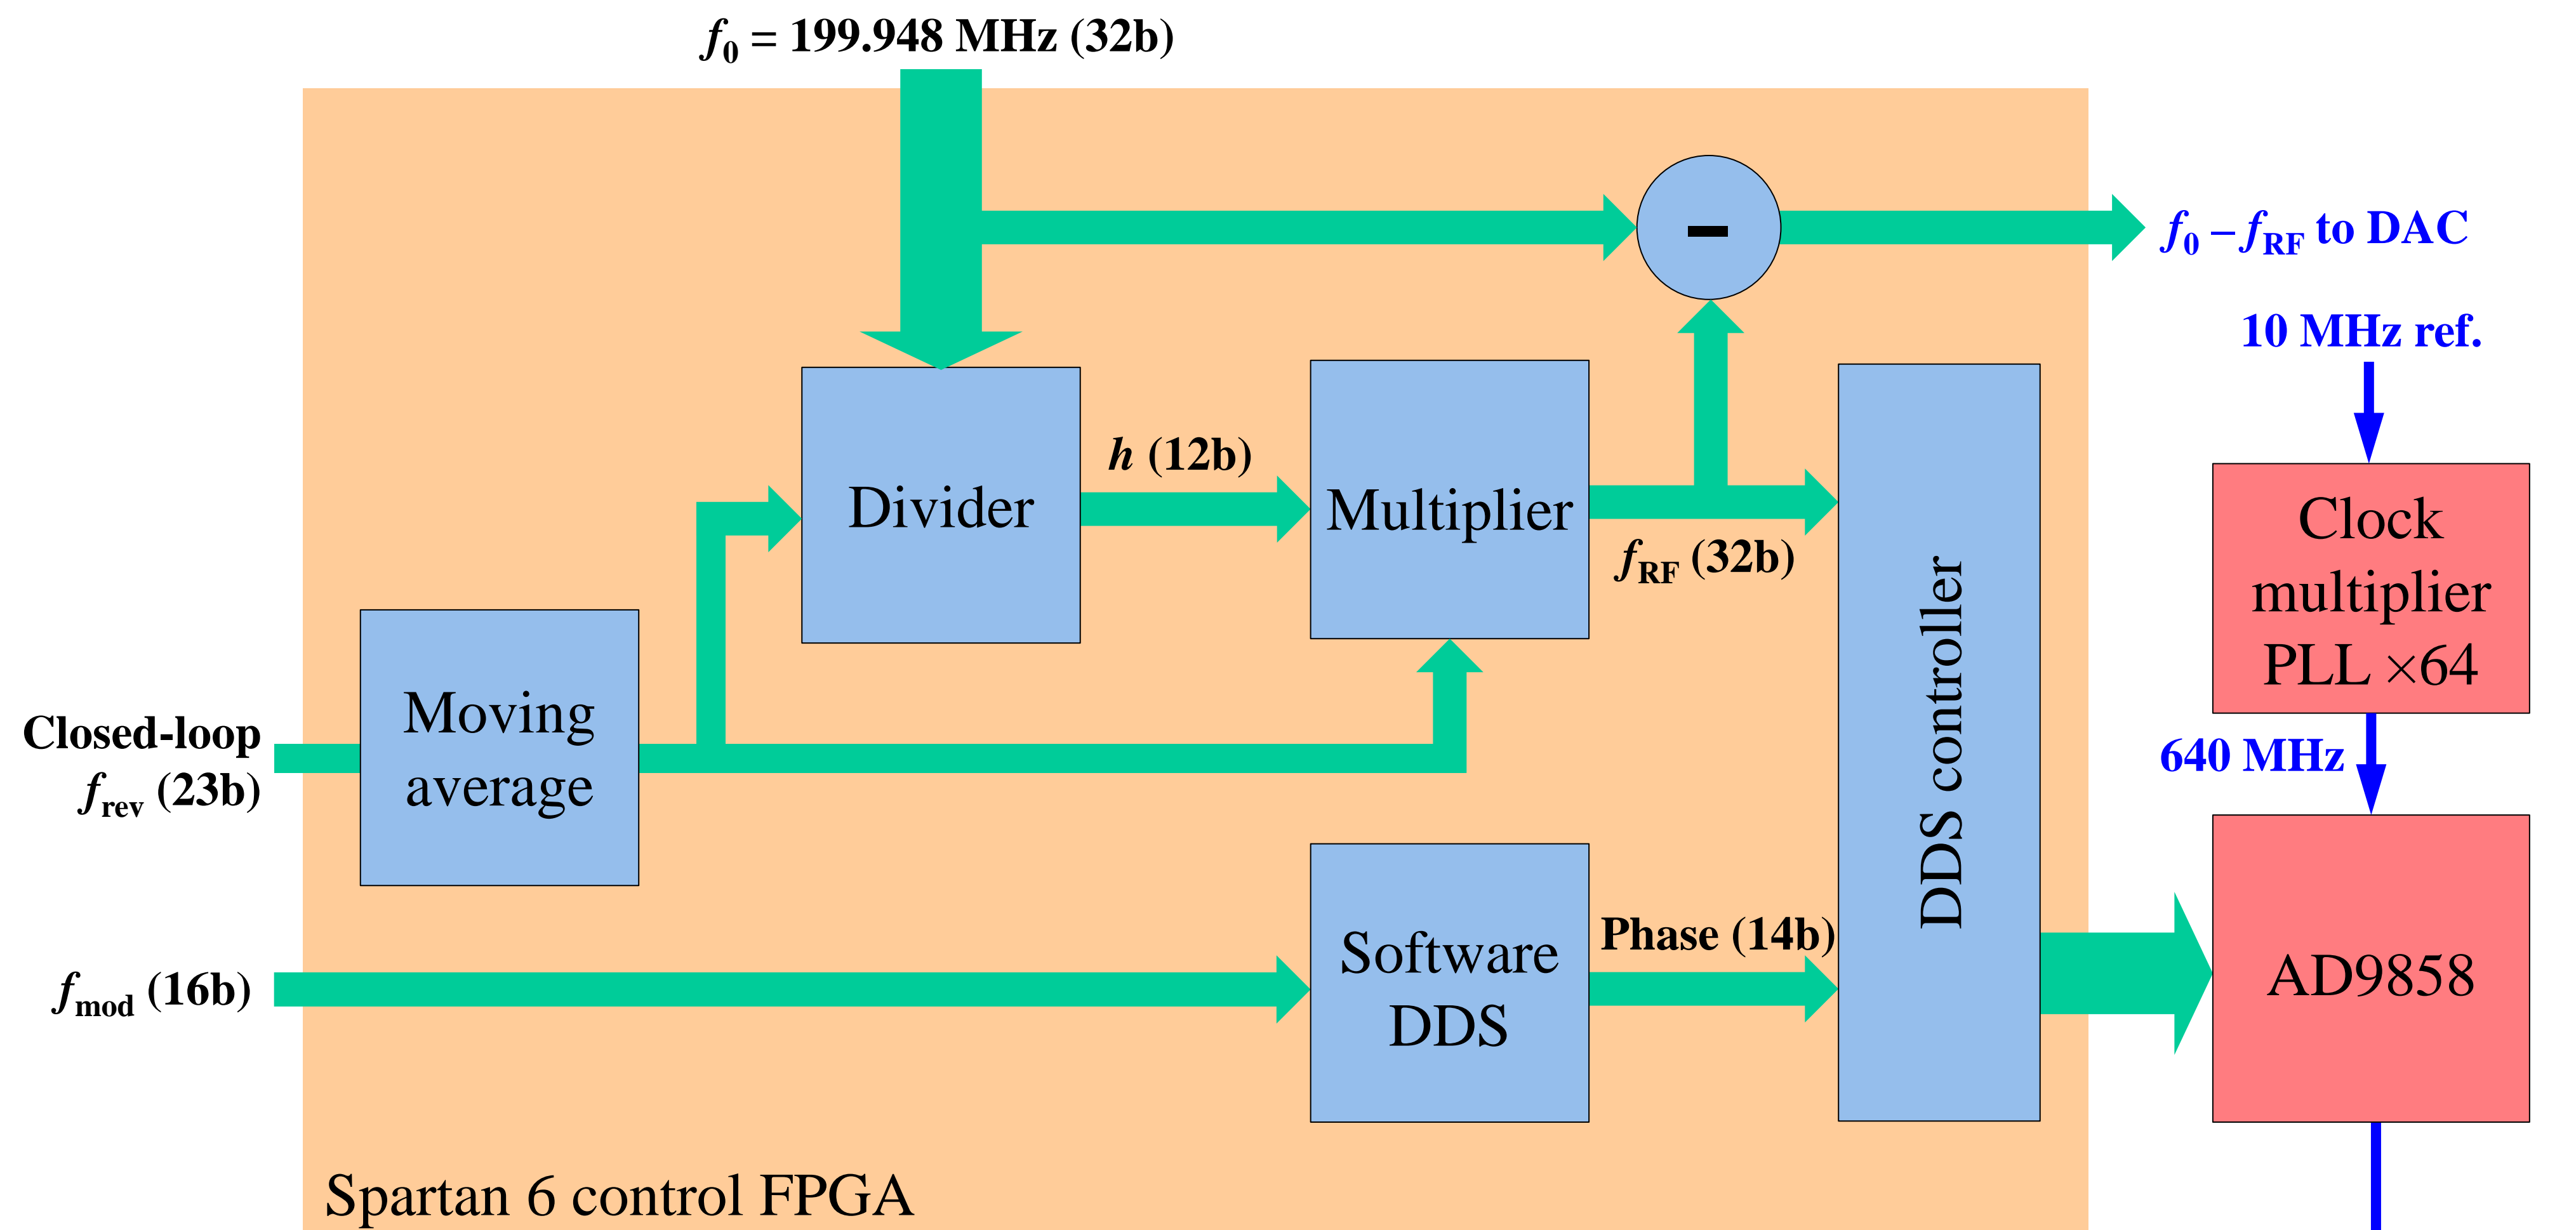 f0 = 199.948 MHz (32b)
–
f0 – fRF to DAC
10 MHz ref.
Divider
h (12b)
Multiplier
fRF (32b)
DDS controller
Clock
multiplier
PLL ×64
640 MHz
Moving
average
Closed-loop
frev (23b)
fmod (16b)
Software
DDS
Phase (14b)
AD9858
Spartan 6 control FPGA